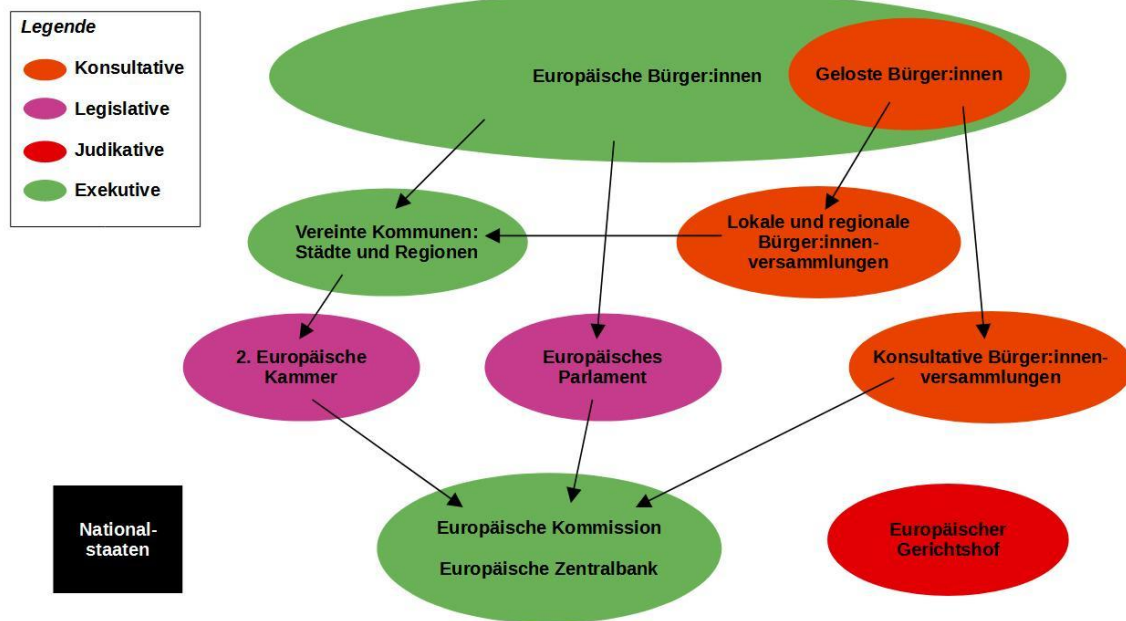 Legende
Konsultative
Legislative
Judikative
Exekutive
Europäische Bürger:innen
Geloste Bürger:innen
Vereinte Kommunen:
Städte und Regionen
Lokale und regionale
Bürger:innen-
versammlungen
2. Europäische
Kammer
Europäisches
Parlament
Konsultative Bürger:innen-
versammlungen
National-
staaten
Europäische Kommission
Europäische Zentralbank
Europäischer
Gerichtshof